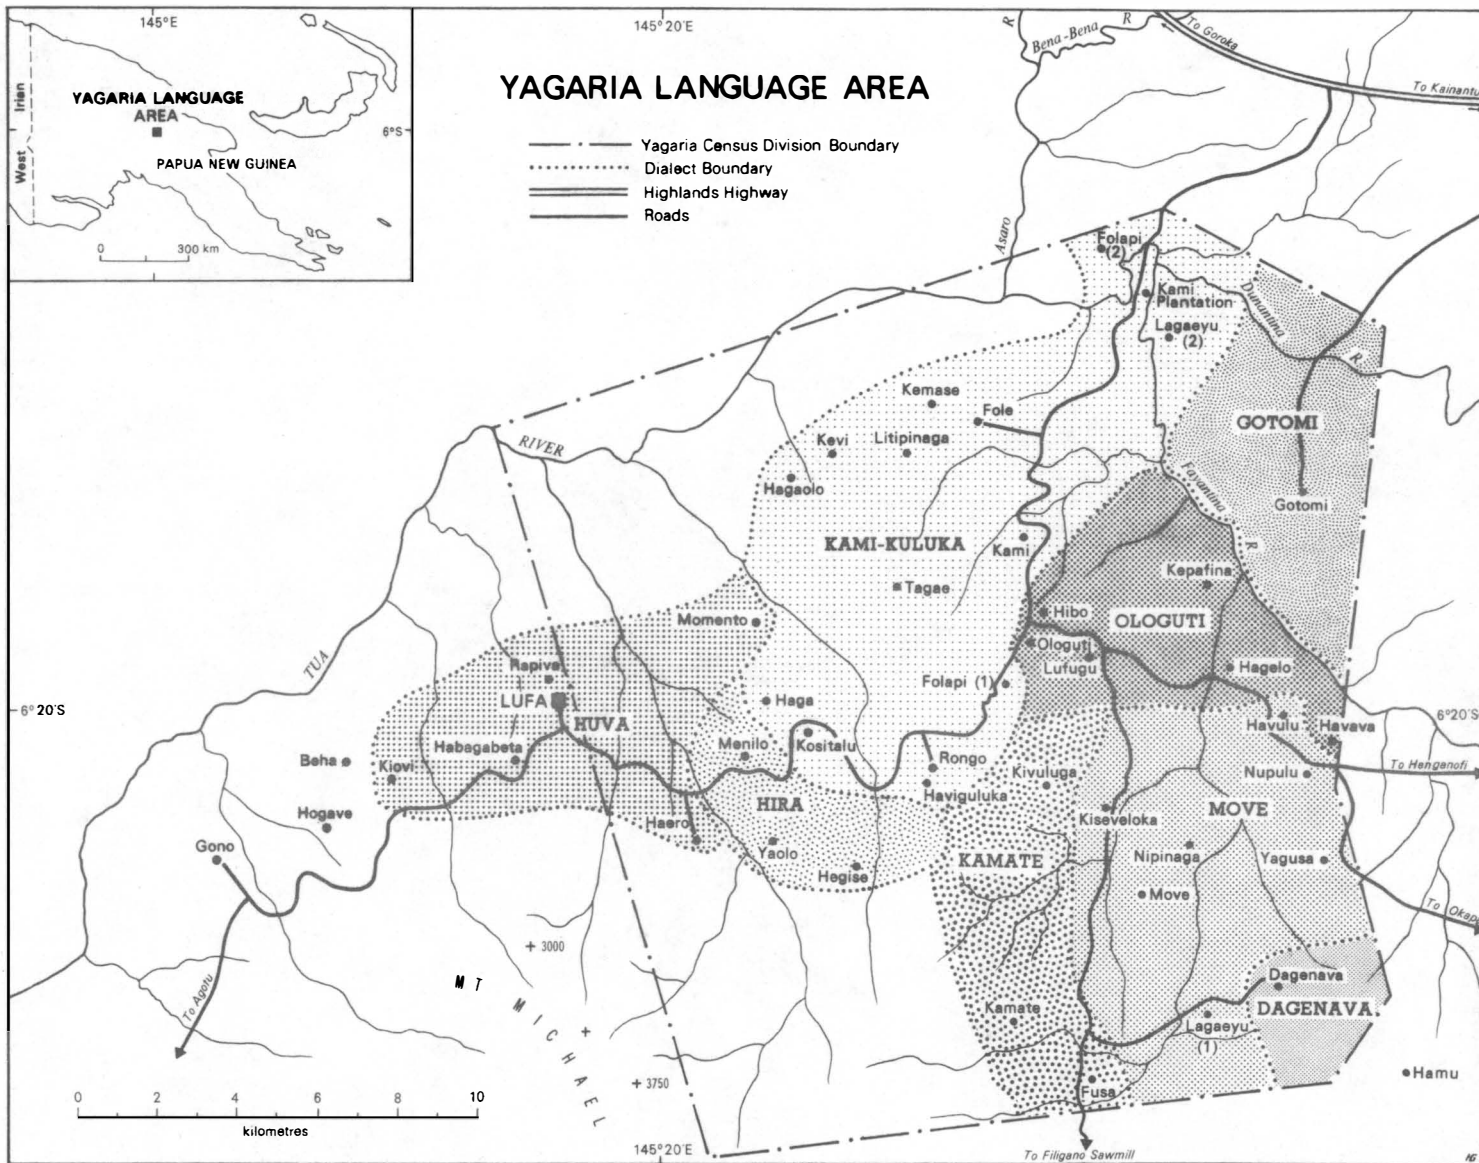 145°E
West Irian
YAGARIA LANGUAGE
AREA
6°S
PAPUA NEW GUINEA
0 300 km
145° 20'E
YAGARIA LANGUAGE AREA
Yagaria Census Division Boundary
Dialect Boundary
Highlands Highway
Roads
R
Bena-Bena R
To Goroka
To Kainantu
Asaro
Folapi
(2)
Kami
Plantation
Lagaeyu
(2)
Dunantina
R
Kemase
Fole
GOTOMI
RIVER
Kevi
Litipinaga
Hagaolo
Favantina
R
Gotomi
KAMI-KULUKA
Kami
Tagae
Kepafina
Hibo
OLOGUTI
Momento
TUA
Ologuti
Lufugu
Hagelo
Rapiva
Folapi (1)
LUFA
Haga
6° 20'S
HUVA
Havulu
Havava
6° 20'S
Habagabeta
Menilo
Kositalu
Beha
Kiovi
Rongo
Kivuluga
Nupulu
To Henganofi
Haviguluka
HIRA
Kiseveloka
MOVE
Hogave
Haero
Gono
Yaolo
Hegise
KAMATE
Nipinaga
Yagusa
Move
To Okapa
+ 3000
MT MICHAEL
Dagenava
DAGENAVA
To Agotu
Kamate
Lagaeyu
(1)
+
+ 3750
Hamu
Fusa
0 2 4 6 8 10
kilometres
145° 20'E
To Filigano Sawmill